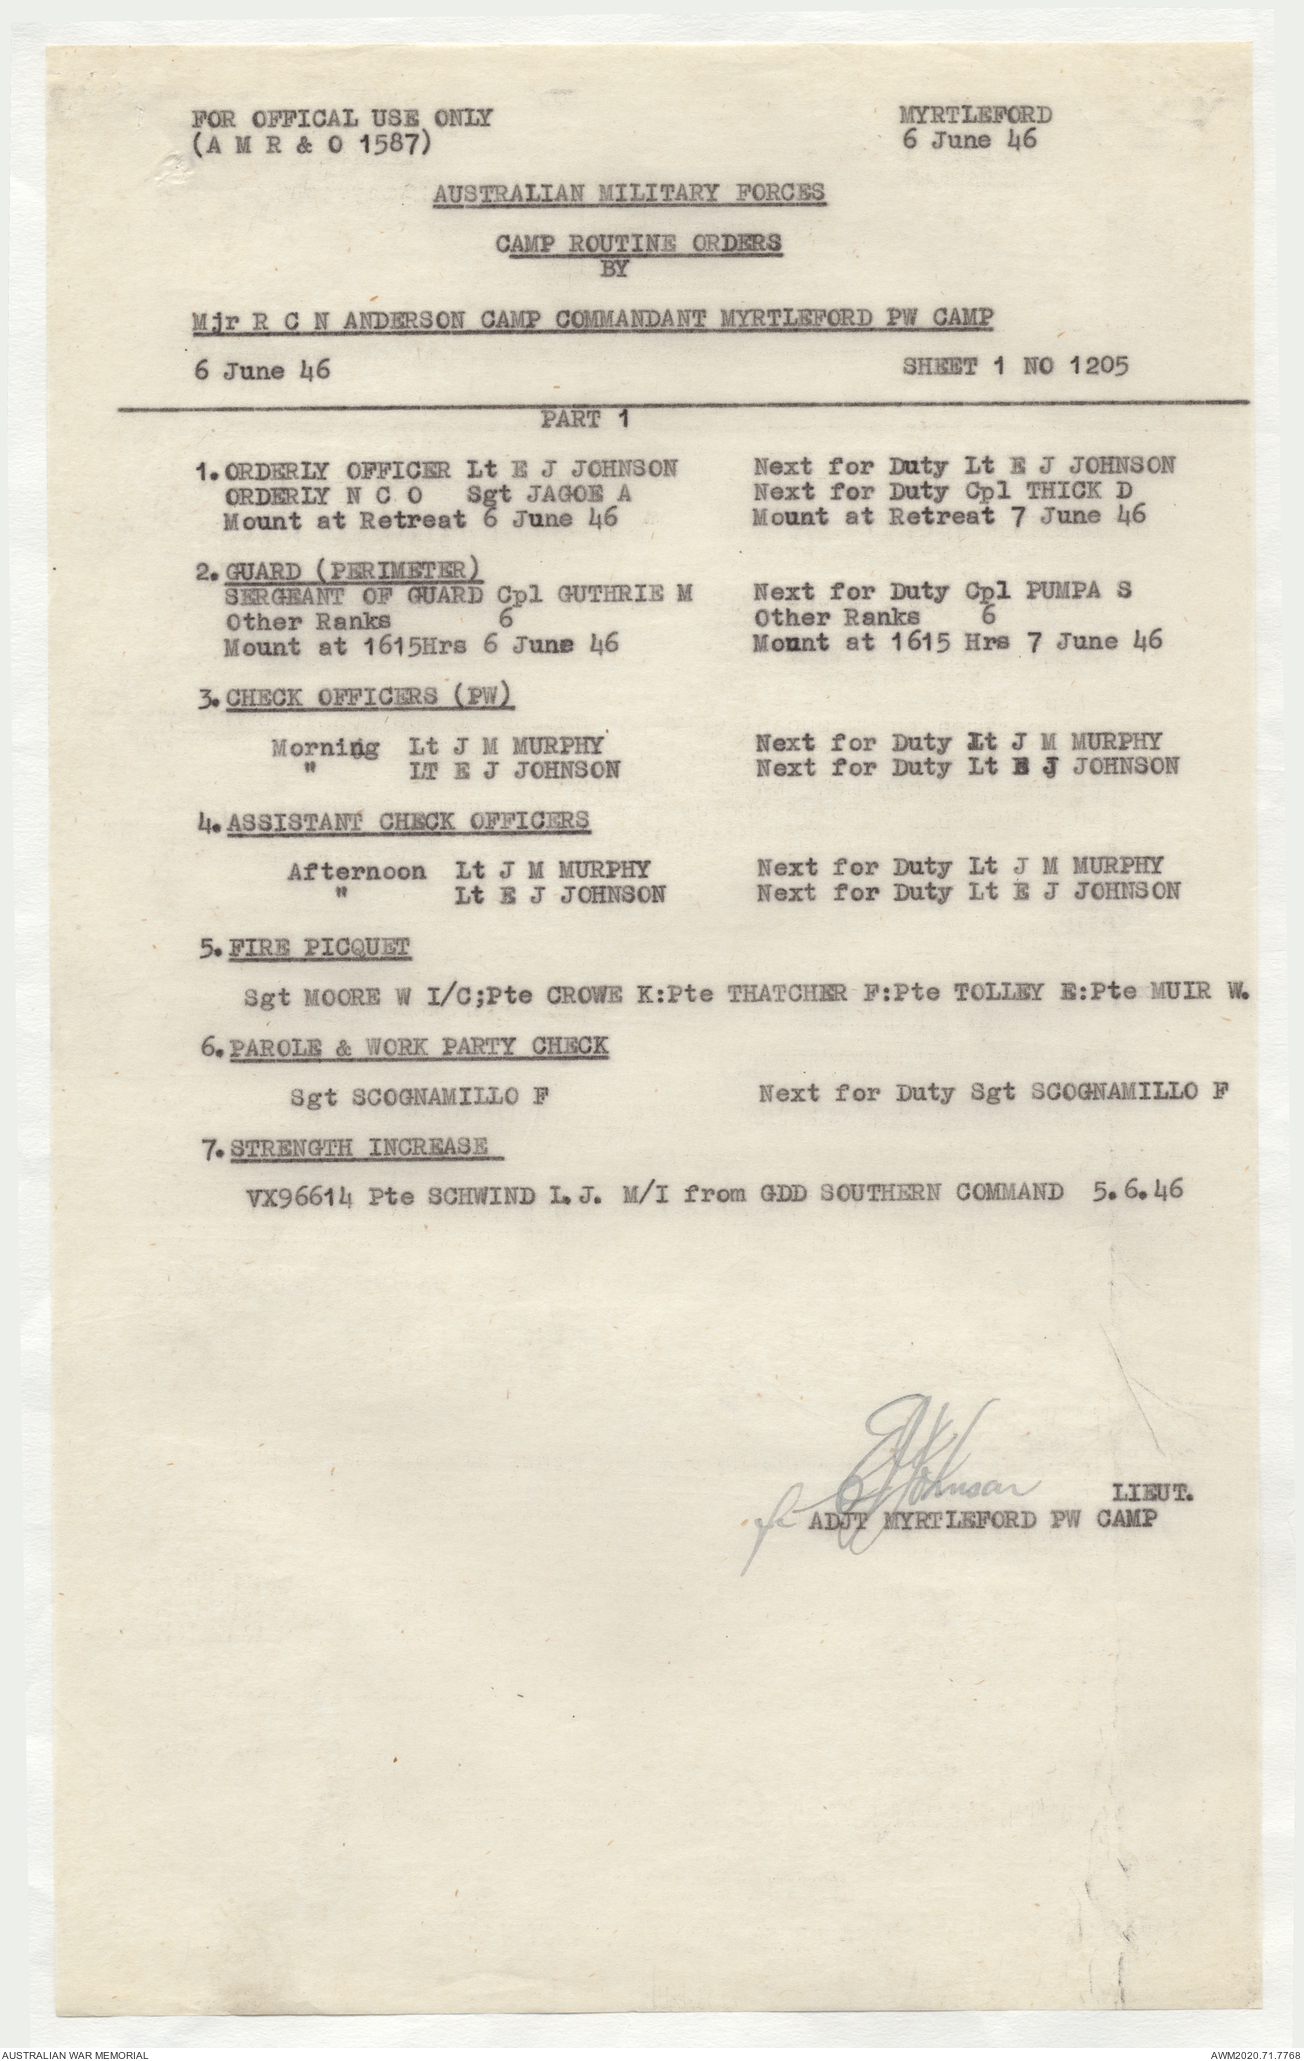 FOR OFFICAL USE ONLY
MYRTLEFORD
(A M R & O 1587)
6 June 46
AUSTRALIAN MILITARY FORCES
CAMP ROUTINE ORDERS
BY
Mjr R C N ANDERSON CAMP COMMANDANT MYRTLEFORD PW CAMP
6 June 46 SHEET 1 NO 1205
PART 1
1. ORDERLY OFFICER Lt E J JOHNSON Next for Duty Lt E J JOHNSON
ORDERLY N C O Sgt JAGOE A Next for Duty Cpl THICK D
Mount at Retreat 6 June 46 Mount at Retreat 7 June 46
2. GUARD (PERIMETER)
SERGEANT OF GUARD Cpl GUTHRIE M Next for Duty Cpl PUMPA S
Other Ranks 6 Other Ranks 6
Mount at 1615Hrs 6 June 46 Mount at 1615 Hrs 7 June 46
3. CHECK OFFICERS (PW)
Morning Lt J M MURPHY Next for Duty Lt J M MURPHY
" LT E J JOHNSON Next for Duty Lt E J JOHNSON
4. ASSISTANT CHECK OFFICERS
Afternoon Lt J M MURPHY Next for Duty Lt J M MURPHY
" Lt E J JOHNSON Next for Duty Lt E J JOHNSON
5. FIRE PICQUET
Sgt MOORE W I/C;Pte CROWE K:Pte THATCHER F:Pte TOLLEY E:Pte MUIR W.
6. PAROLE & WORK PARTY CHECK
Sgt SCOGNAMILLO F Next for Duty Sgt SCOGNAMILLO F
7. STRENGTH INCREASE
VX96614 Pte SCHWIND L.J. M/I from GDD SOUTHERN COMMAND 5.6.46
EJJohnson LIEUT.
ADJT MYRTLEFORD PW CAMP
AUSTRALIAN WAR MEMORIAL AWM2020.71.7768